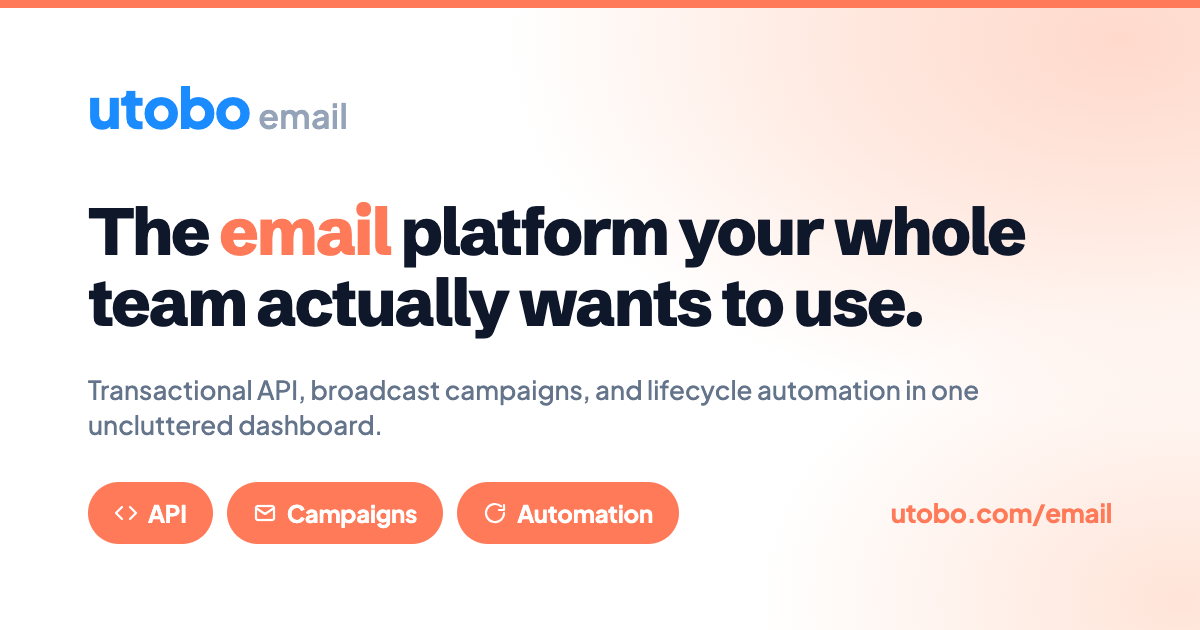 utobo email
The email platform your whole
team actually wants to use.
Transactional API, broadcast campaigns, and lifecycle automation in one
uncluttered dashboard.
API Campaigns Automation utobo.com/email